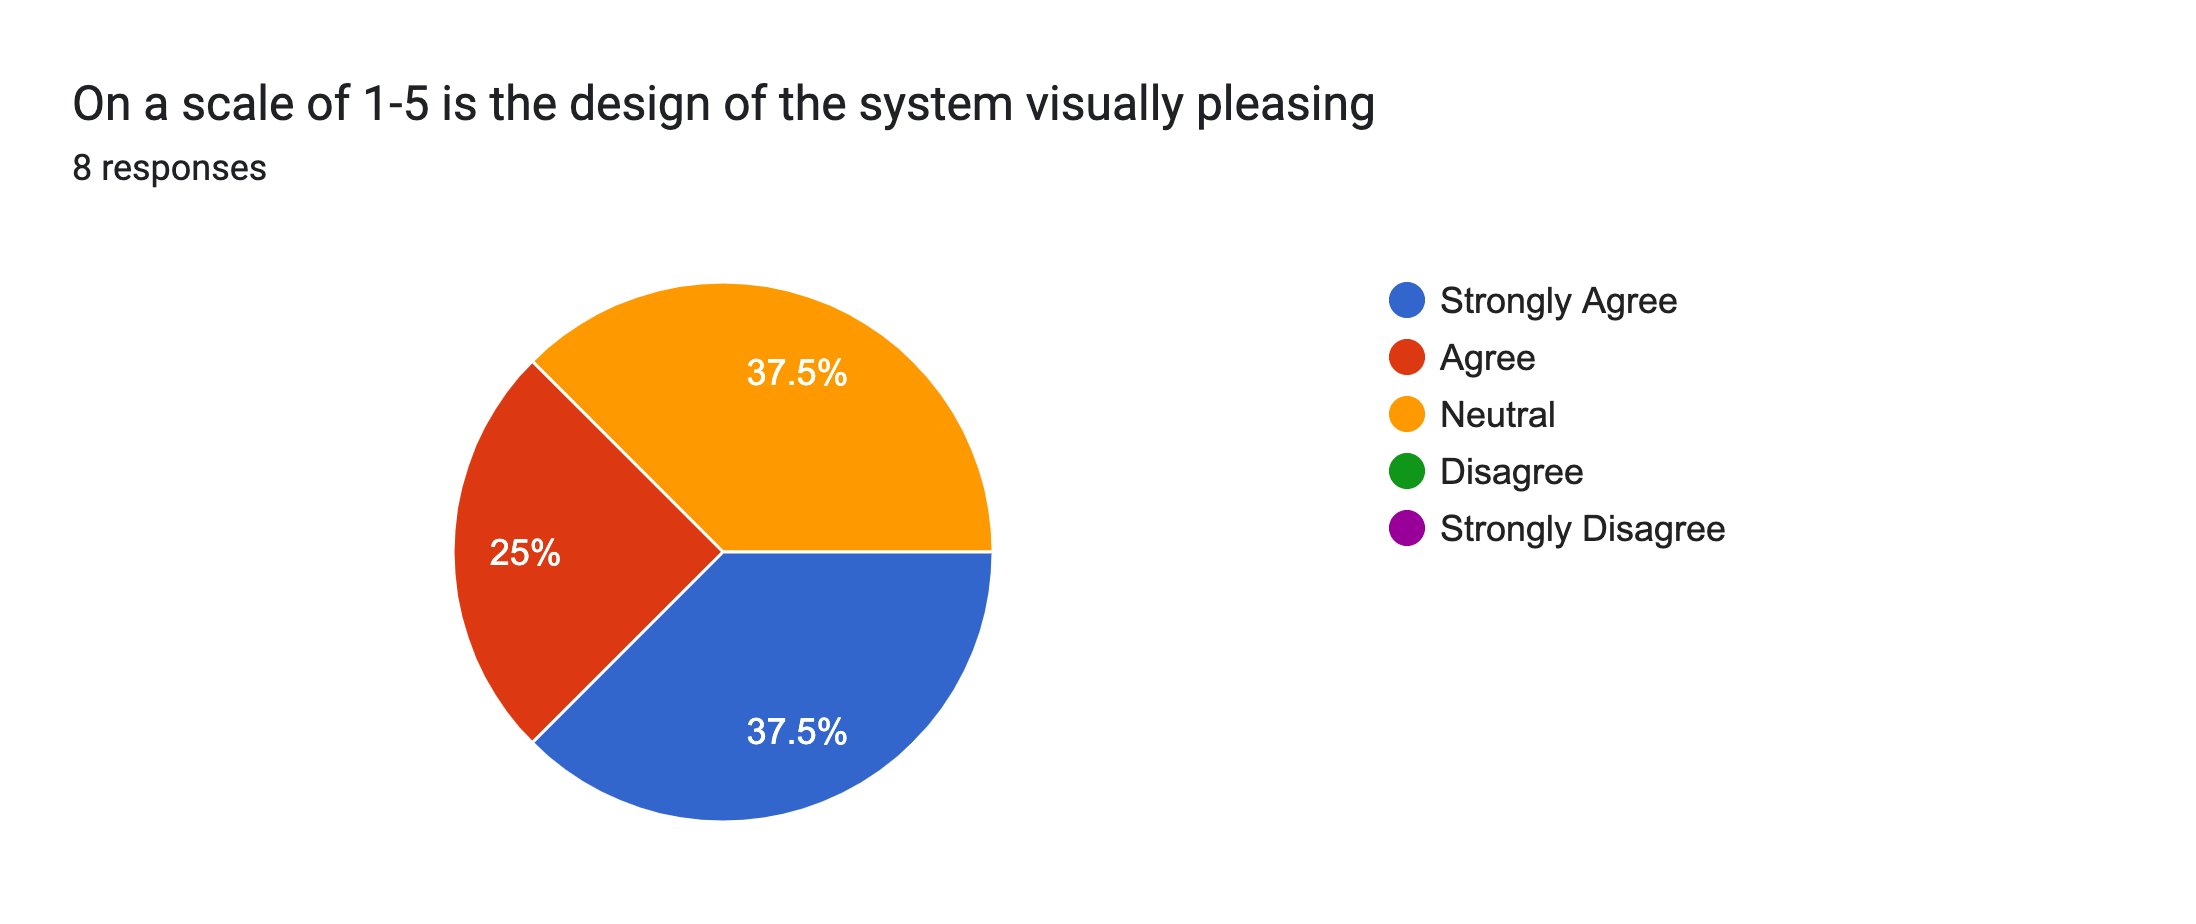 On a scale of 1-5 is the design of the system visually pleasing
8 responses
37.5%
25%
37.5%
Strongly Agree
Agree
Neutral
Disagree
Strongly Disagree